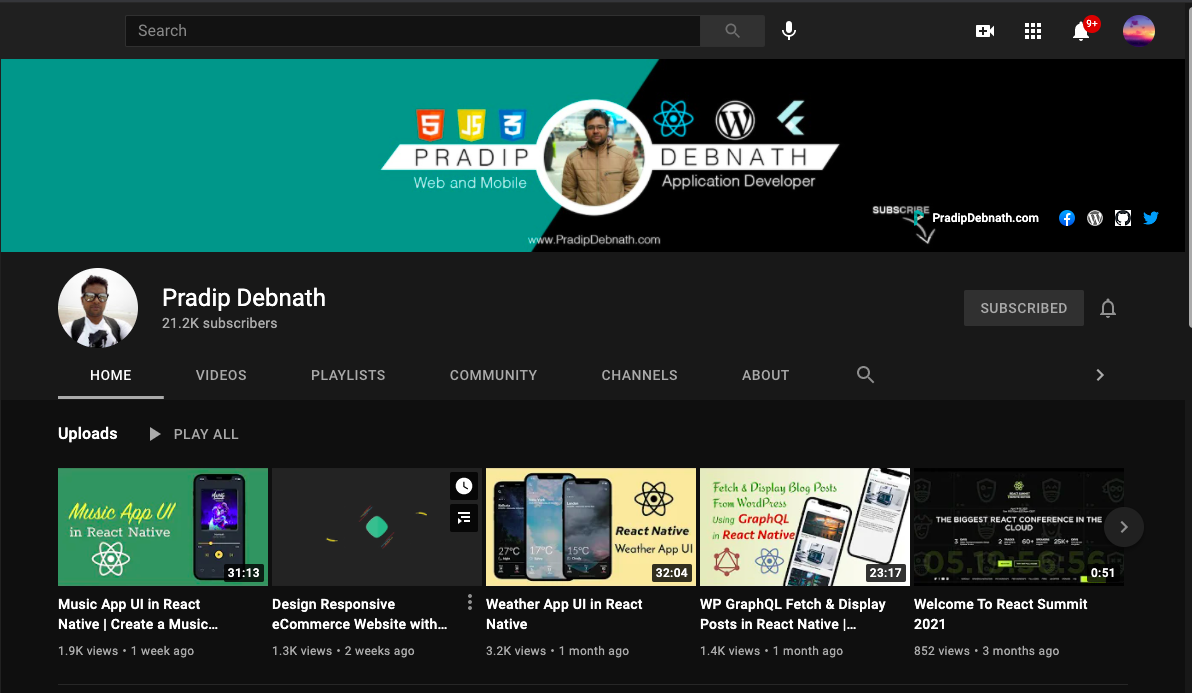 Search
9+
PRADIP DEBNATH
Web and Mobile Application Developer
www.PradipDebnath.com
SUBSCRIBE
PradipDebnath.com
Pradip Debnath
21.2K subscribers
SUBSCRIBED
HOME VIDEOS PLAYLISTS COMMUNITY CHANNELS ABOUT
Uploads PLAY ALL
Music App UI
in React Native
31:13
Music App UI in React
Native | Create a Music...
1.9K views • 1 week ago
Design Responsive
eCommerce Website with...
1.3K views • 2 weeks ago
27°C 17°C 15°C
React Native
Weather App UI
32:04
Weather App UI in React
Native
3.2K views • 1 month ago
Fetch & Display Blog Posts
From WordPress
Using GraphQL
in React Native
23:17
WP GraphQL Fetch & Display
Posts in React Native |...
1.4K views • 1 month ago
REACT SUMMIT
THE BIGGEST REACT CONFERENCE IN THE
CLOUD
05.19:56:56
0:51
Welcome To React Summit
2021
852 views • 3 months ago